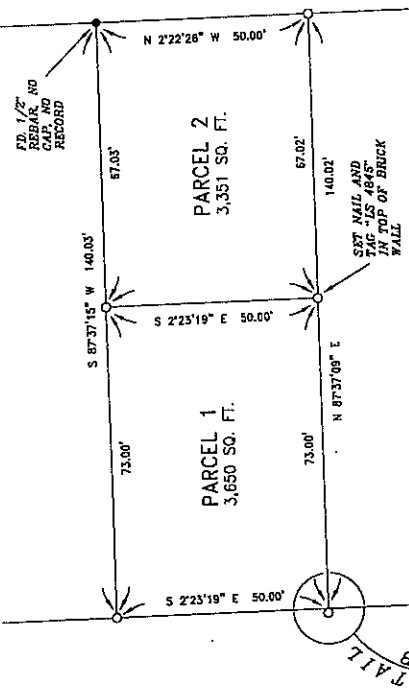 N 2°22'26" W 50.00'
FD. 1/2"
REBAR, NO
CAP, NO
RECORD
67.03'
S 87°37'15" W 140.03'
PARCEL 2
3,351 SQ. FT.
67.02'
140.02'
SET NAIL AND
TAG "LS 4845"
IN TOP OF BRICK
WALL
S 2°23'19" E 50.00'
73.00'
PARCEL 1
3,650 SQ. FT.
73.00'
N 87°37'09" E
S 2°23'19" E 50.00'
TAIL